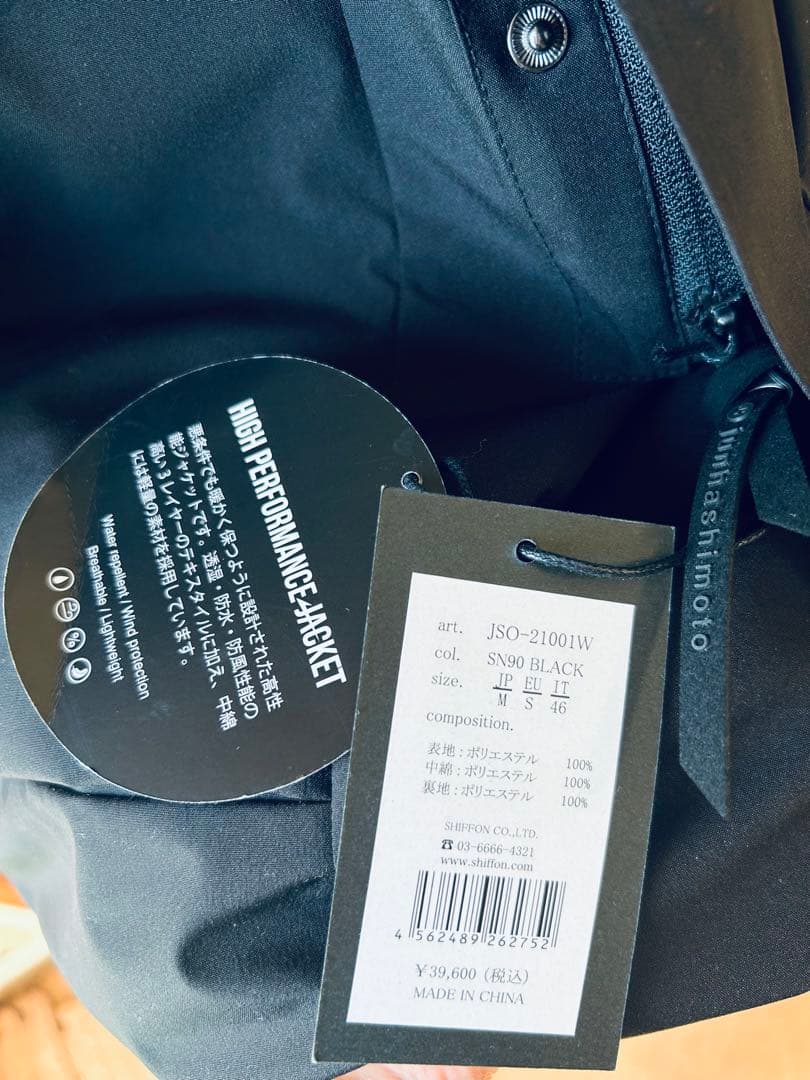 HIGH PERFORMANCE JACKET
悪条件でも暖かく保つように設計された高性
能ジャケットです。透湿・防水・防風性能の
高い3レイヤーのテキスタイルに加え、中綿
には軽量の素材を採用しています。
Water repellent / Wind protection
Breathable / Lightweight
junhashimoto
art. JSO-21001W
col. SN90 BLACK
size. JP EU IT
M S 46
composition.
表地:ポリエステル 100%
中綿:ポリエステル 100%
裏地:ポリエステル 100%
SHIFFON CO.,LTD.
☎ 03-6666-4321
www.shiffon.com
4 562489 262752
¥39,600(税込)
MADE IN CHINA